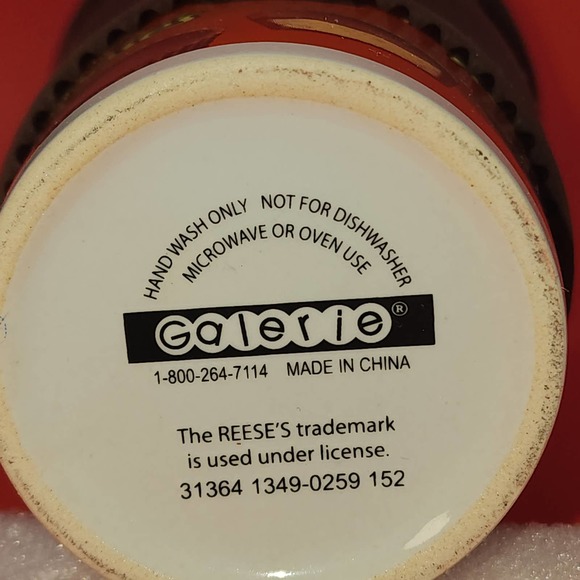 HAND WASH ONLY NOT FOR DISHWASHER
MICROWAVE OR OVEN USE
Galerie®
1-800-264-7114 MADE IN CHINA
The REESE'S trademark
is used under license.
31364 1349-0259 152